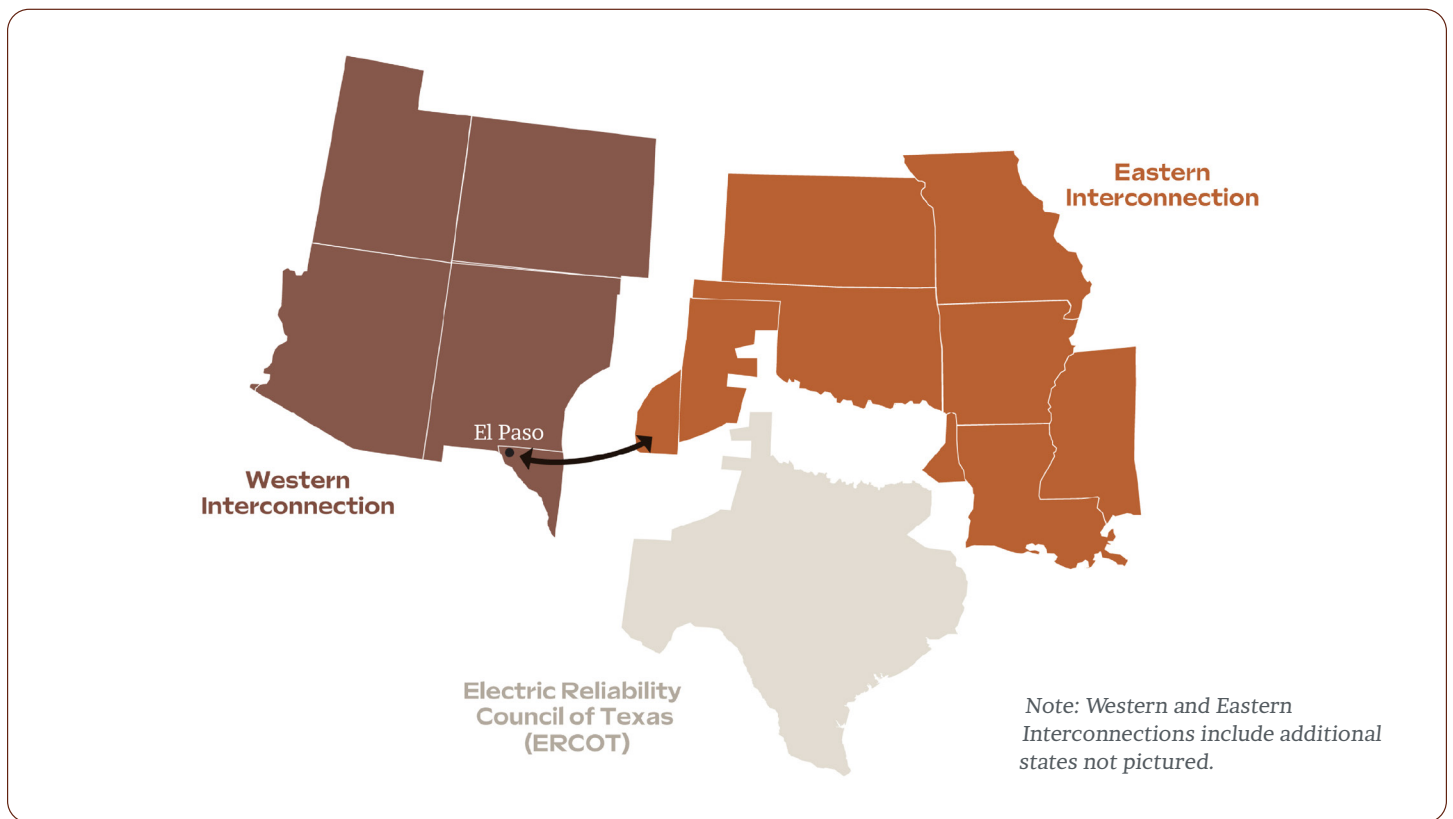 Eastern
Interconnection
El Paso
Western
Interconnection
Electric Reliability
Council of Texas
(ERCOT)
Note: Western and Eastern
Interconnections include additional
states not pictured.